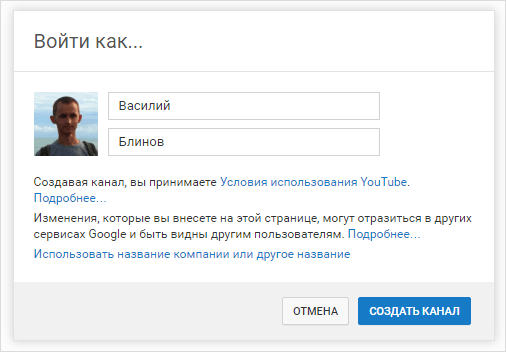 Войти как...
Василий
Блинов
Создавая канал, вы принимаете Условия использования YouTube.
Подробнее...
Изменения, которые вы внесете на этой странице, могут отразиться в других
сервисах Google и быть видны другим пользователям. Подробнее...
Использовать название компании или другое название
ОТМЕНА
СОЗДАТЬ КАНАЛ